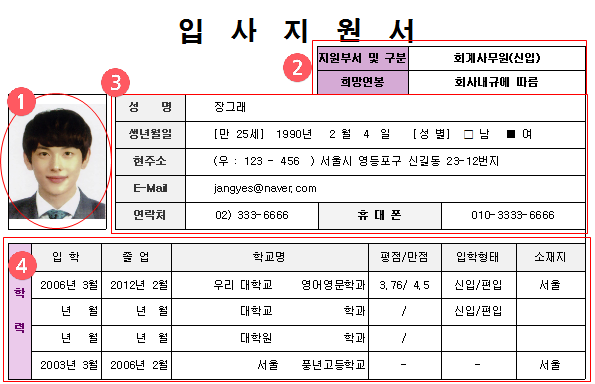 입 사 지 원 서
2
지원부서 및 구분 회계사무원(신입)
희망연봉 회사내규에 따름
1
3
성 명 장그래
생년월일 [만 25세] 1990년 2 월 4 일 [성 별] □ 남 ■ 여
현주소 (우 : 123 - 456 ) 서울시 영등포구 신길동 23-12번지
E-Mail jangyes@naver.com
연락처 02) 333-6666 휴 대 폰 010-3333-6666
4
학 력
입 학 졸 업 학교명 평점/만점 입학형태 소재지
2006년 3월 2012년 2월 우리 대학교 영어영문학과 3.76/ 4.5 신입/편입 서울
년 월 년 월 대학교 학과 / 신입/편입
년 월 년 월 대학원 학과 /
2003년 3월 2006년 2월 서울 풍년고등학교 - - 서울